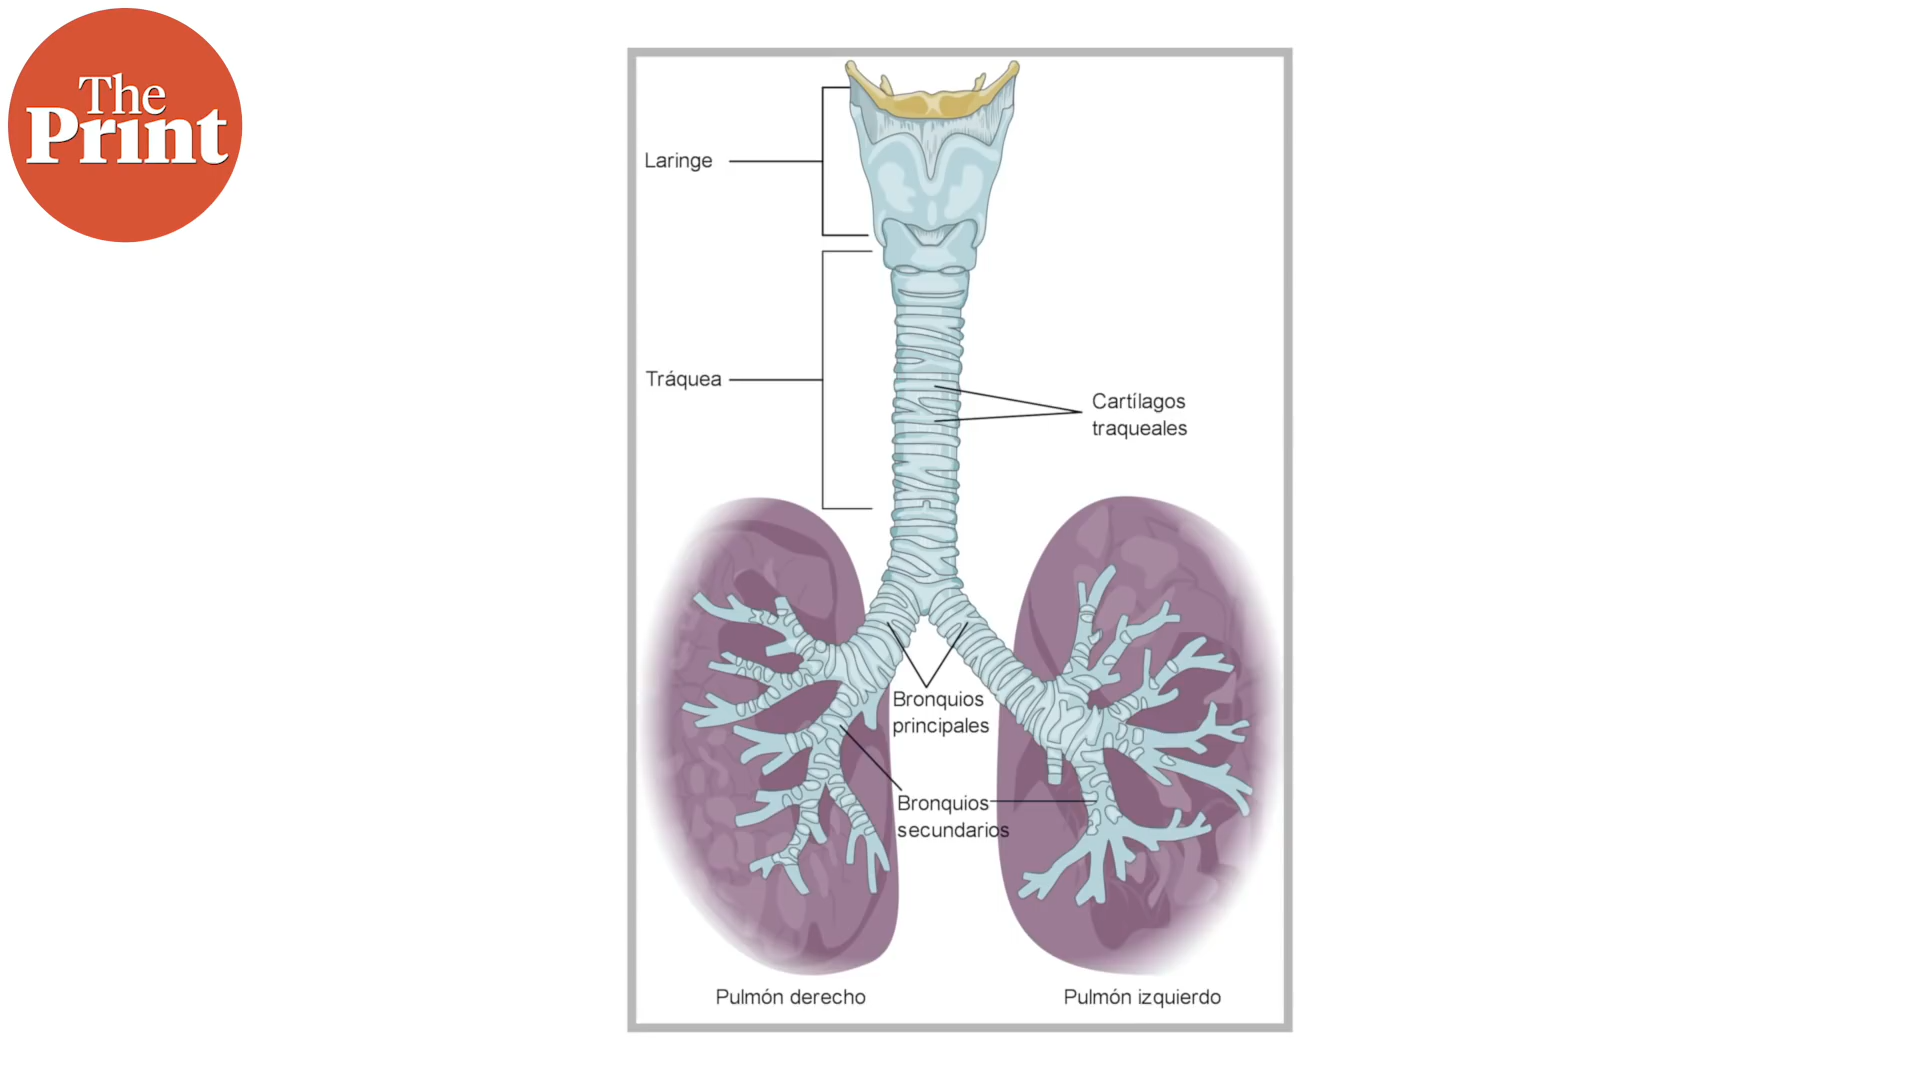 The
Print
Laringe
Tráquea
Cartílagos
traqueales
Bronquios
principales
Bronquios
secundarios
Pulmón derecho
Pulmón izquierdo